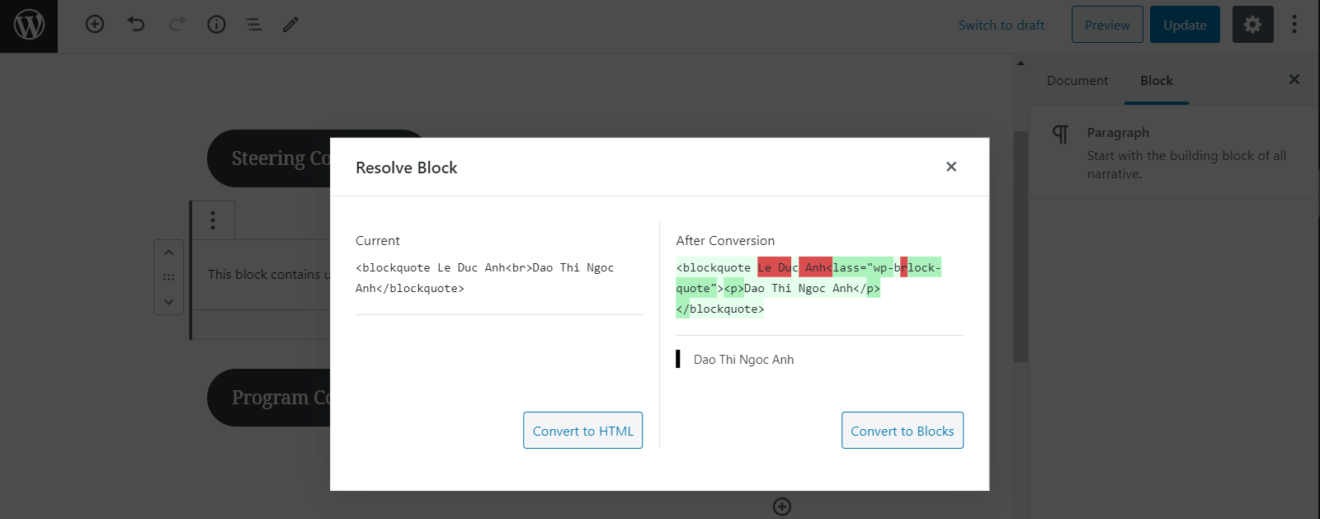 Switch to draft
Preview
Update
Document
Block
Paragraph
Start with the building block of all
narrative.
Steering Co
This block contains u
Program Co
Resolve Block
Current
<blockquote Le Duc Anh<br>Dao Thi Ngoc
Anh</blockquote>
Convert to HTML
After Conversion
<blockquote Le Duc Anh<lass="wp-brlock-
quote"><p>Dao Thi Ngoc Anh</p>
</blockquote>
Dao Thi Ngoc Anh
Convert to Blocks